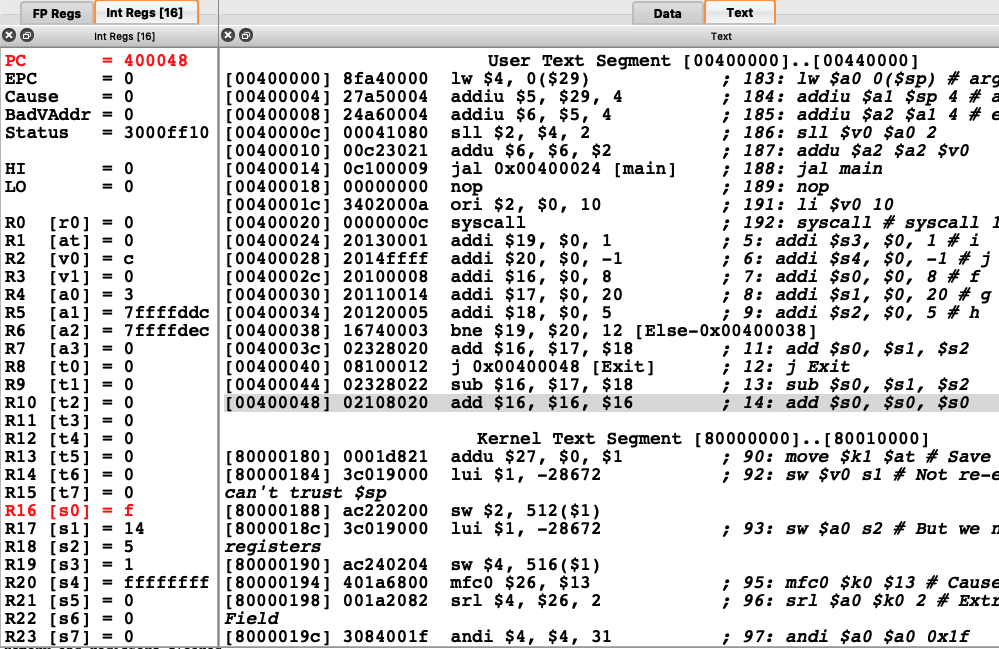 FP Regs Int Regs [16] Data Text
Int Regs [16] Text
PC = 400048
EPC = 0
Cause = 0
BadVAddr = 0
Status = 3000ff10
HI = 0
LO = 0
R0 [r0] = 0
R1 [at] = 0
R2 [v0] = c
R3 [v1] = 0
R4 [a0] = 3
R5 [a1] = 7ffffddc
R6 [a2] = 7ffffdec
R7 [a3] = 0
R8 [t0] = 0
R9 [t1] = 0
R10 [t2] = 0
R11 [t3] = 0
R12 [t4] = 0
R13 [t5] = 0
R14 [t6] = 0
R15 [t7] = 0
R16 [s0] = f
R17 [s1] = 14
R18 [s2] = 5
R19 [s3] = 1
R20 [s4] = ffffffff
R21 [s5] = 0
R22 [s6] = 0
R23 [s7] = 0
User Text Segment [00400000]..[00440000]
[00400000] 8fa40000 lw $4, 0($29) ; 183: lw $a0 0($sp) # arg
[00400004] 27a50004 addiu $5, $29, 4 ; 184: addiu $a1 $sp 4 # a
[00400008] 24a60004 addiu $6, $5, 4 ; 185: addiu $a2 $a1 4 # e
[0040000c] 00041080 sll $2, $4, 2 ; 186: sll $v0 $a0 2
[00400010] 00c23021 addu $6, $6, $2 ; 187: addu $a2 $a2 $v0
[00400014] 0c100009 jal 0x00400024 [main] ; 188: jal main
[00400018] 00000000 nop ; 189: nop
[0040001c] 3402000a ori $2, $0, 10 ; 191: li $v0 10
[00400020] 0000000c syscall ; 192: syscall # syscall 1
[00400024] 20130001 addi $19, $0, 1 ; 5: addi $s3, $0, 1 # i
[00400028] 2014ffff addi $20, $0, -1 ; 6: addi $s4, $0, -1 # j
[0040002c] 20100008 addi $16, $0, 8 ; 7: addi $s0, $0, 8 # f
[00400030] 20110014 addi $17, $0, 20 ; 8: addi $s1, $0, 20 # g
[00400034] 20120005 addi $18, $0, 5 ; 9: addi $s2, $0, 5 # h
[00400038] 16740003 bne $19, $20, 12 [Else-0x00400038]
[0040003c] 02328020 add $16, $17, $18 ; 11: add $s0, $s1, $s2
[00400040] 08100012 j 0x00400048 [Exit] ; 12: j Exit
[00400044] 02328022 sub $16, $17, $18 ; 13: sub $s0, $s1, $s2
[00400048] 02108020 add $16, $16, $16 ; 14: add $s0, $s0, $s0
Kernel Text Segment [80000000]..[80010000]
[80000180] 0001d821 addu $27, $0, $1 ; 90: move $k1 $at # Save
[80000184] 3c019000 lui $1, -28672 ; 92: sw $v0 s1 # Not re-e
can't trust $sp
[80000188] ac220200 sw $2, 512($1)
[8000018c] 3c019000 lui $1, -28672 ; 93: sw $a0 s2 # But we n
registers
[80000190] ac240204 sw $4, 516($1)
[80000194] 401a6800 mfc0 $26, $13 ; 95: mfc0 $k0 $13 # Cause
[80000198] 001a2082 srl $4, $26, 2 ; 96: srl $a0 $k0 2 # Extr
Field
[8000019c] 3084001f andi $4, $4, 31 ; 97: andi $a0 $a0 0x1f